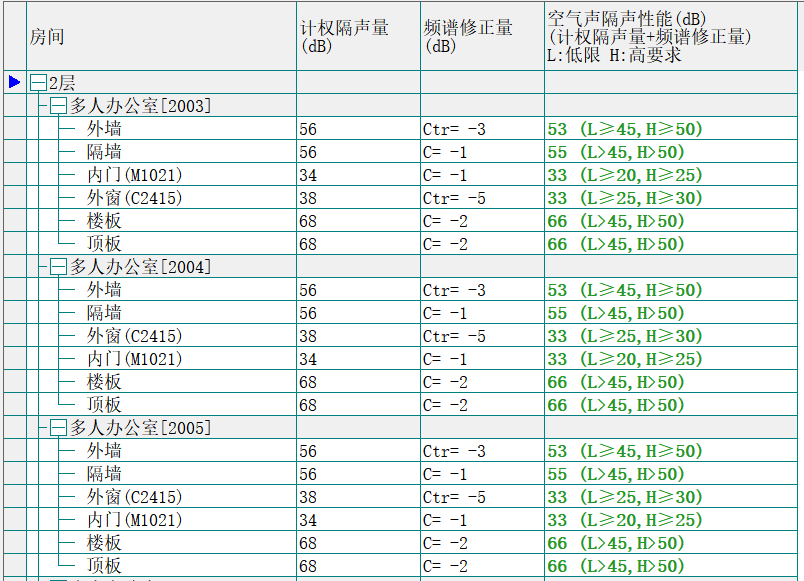 房间
计权隔声量
(dB)
频谱修正量
(dB)
空气声隔声性能(dB)
(计权隔声量+频谱修正量)
L:低限 H:高要求
2层
多人办公室[2003]
外墙 56 Ctr= -3 53 (L≥45,H≥50)
隔墙 56 C= -1 55 (L>45,H>50)
内门(M1021) 34 C= -1 33 (L≥20,H≥25)
外窗(C2415) 38 Ctr= -5 33 (L≥25,H≥30)
楼板 68 C= -2 66 (L>45,H>50)
顶板 68 C= -2 66 (L>45,H>50)
多人办公室[2004]
外墙 56 Ctr= -3 53 (L≥45,H≥50)
隔墙 56 C= -1 55 (L>45,H>50)
外窗(C2415) 38 Ctr= -5 33 (L≥25,H≥30)
内门(M1021) 34 C= -1 33 (L≥20,H≥25)
楼板 68 C= -2 66 (L>45,H>50)
顶板 68 C= -2 66 (L>45,H>50)
多人办公室[2005]
外墙 56 Ctr= -3 53 (L≥45,H≥50)
隔墙 56 C= -1 55 (L>45,H>50)
外窗(C2415) 38 Ctr= -5 33 (L≥25,H≥30)
内门(M1021) 34 C= -1 33 (L≥20,H≥25)
楼板 68 C= -2 66 (L>45,H>50)
顶板 68 C= -2 66 (L>45,H>50)